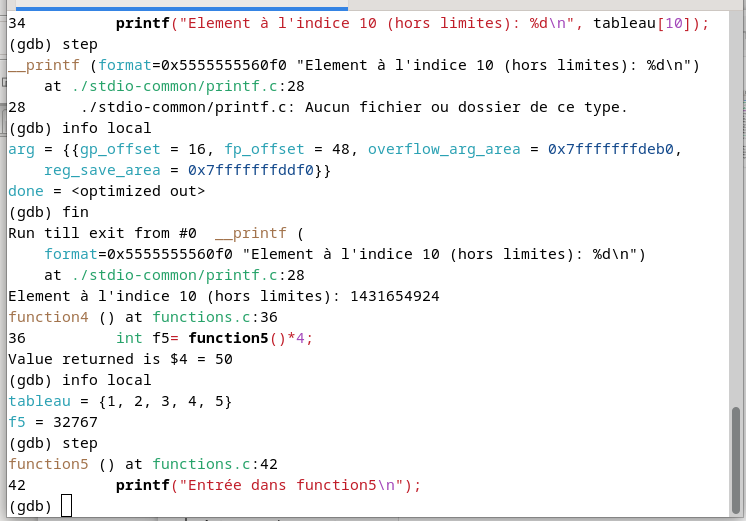 34          printf("Element à l'indice 10 (hors limites): %d\n", tableau[10]);
(gdb) step
__printf (format=0x5555555560f0 "Element à l'indice 10 (hors limites): %d\n")
    at ./stdio-common/printf.c:28
28      ./stdio-common/printf.c: Aucun fichier ou dossier de ce type.
(gdb) info local
arg = {{gp_offset = 16, fp_offset = 48, overflow_arg_area = 0x7fffffffdeb0,
    reg_save_area = 0x7fffffffddf0}}
done = <optimized out>
(gdb) fin
Run till exit from #0  __printf (
    format=0x5555555560f0 "Element à l'indice 10 (hors limites): %d\n")
    at ./stdio-common/printf.c:28
Element à l'indice 10 (hors limites): 1431654924
function4 () at functions.c:36
36          int f5= function5()*4;
Value returned is $4 = 50
(gdb) info local
tableau = {1, 2, 3, 4, 5}
f5 = 32767
(gdb) step
function5 () at functions.c:42
42          printf("Entrée dans function5\n");
(gdb)